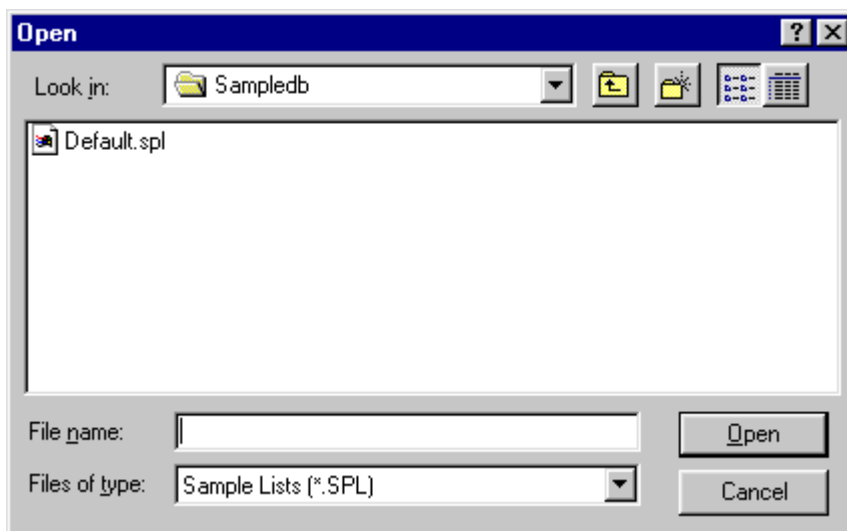 Open
Look in: Sampledb
Default.spl
File name: Open
Files of type: Sample Lists (*.SPL) Cancel